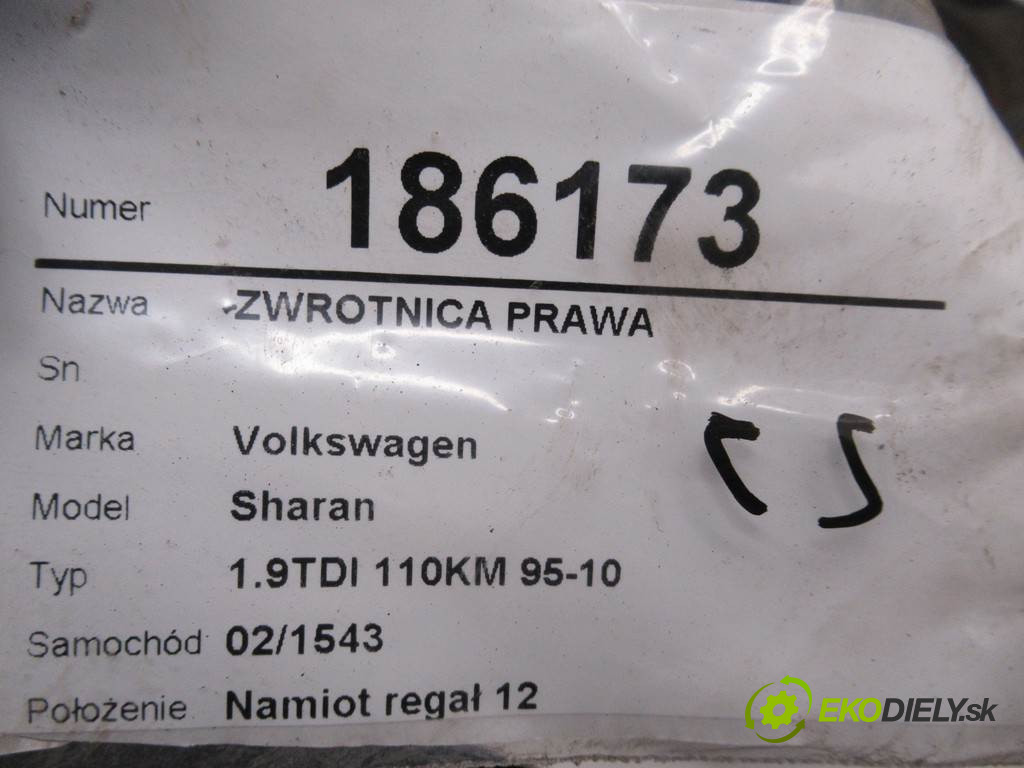 Numer 186173
Nazwa -ZWROTNICA PRAWA
Sn
Marka Volkswagen
Model Sharan
Typ 1.9TDI 110KM 95-10
Samochód 02/1543
Położenie Namiot regał 12
EKODIELY.sk